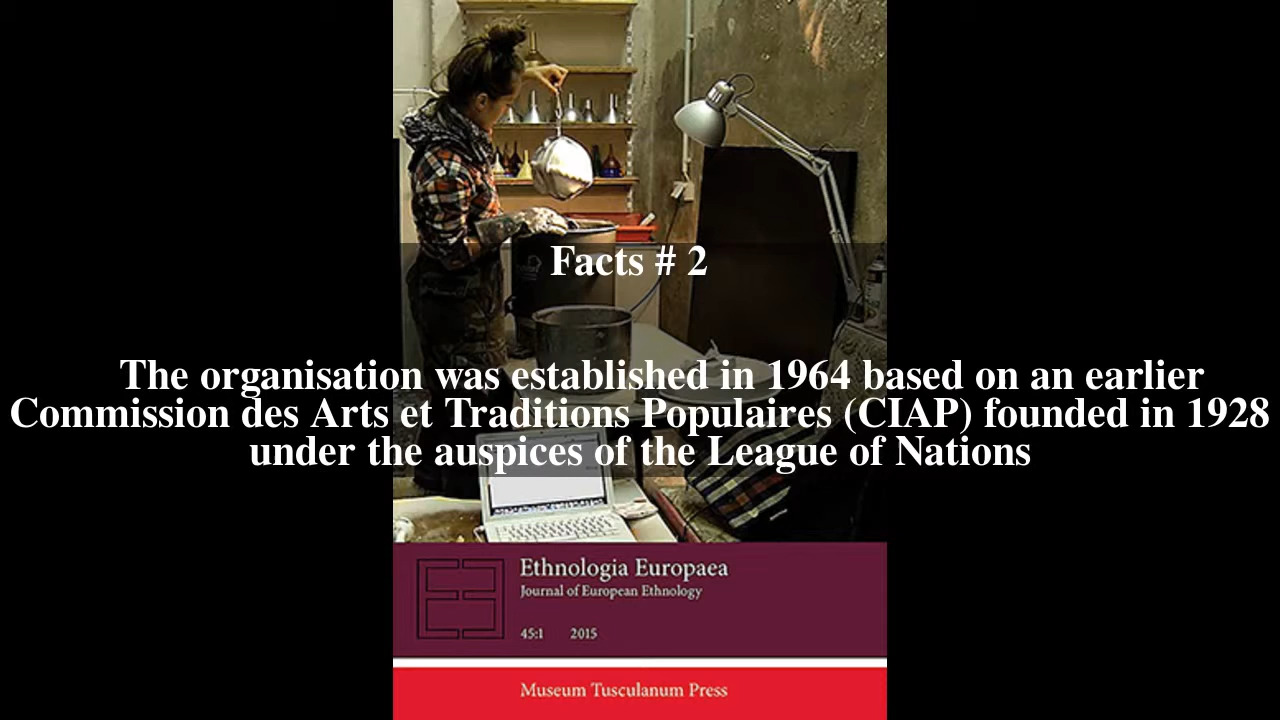 Facts # 2
The organisation was established in 1964 based on an earlier
Commission des Arts et Traditions Populaires (CIAP) founded in 1928
under the auspices of the League of Nations
Ethnologia Europaea
Journal of European Ethnology
45:1 2015
Museum Tusculanum Press